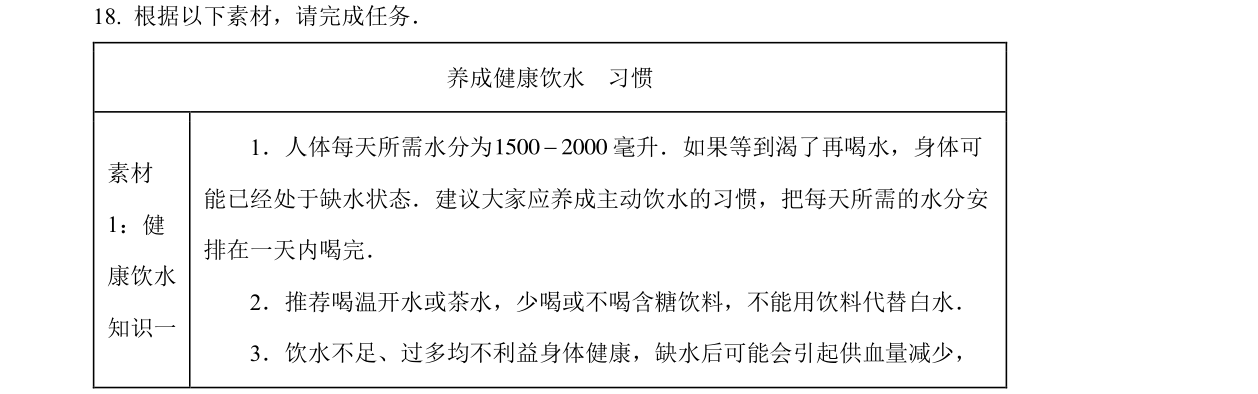 18. 根据以下素材，请完成任务．
养成健康饮水　习惯
素材
1：健
康饮水
知识一
1．人体每天所需水分为1500－2000 毫升．如果等到渴了再喝水，身体可
能已经处于缺水状态．建议大家应养成主动饮水的习惯，把每天所需的水分安
排在一天内喝完．
2．推荐喝温开水或茶水，少喝或不喝含糖饮料，不能用饮料代替白水．
3．饮水不足、过多均不利益身体健康，缺水后可能会引起供血量减少，